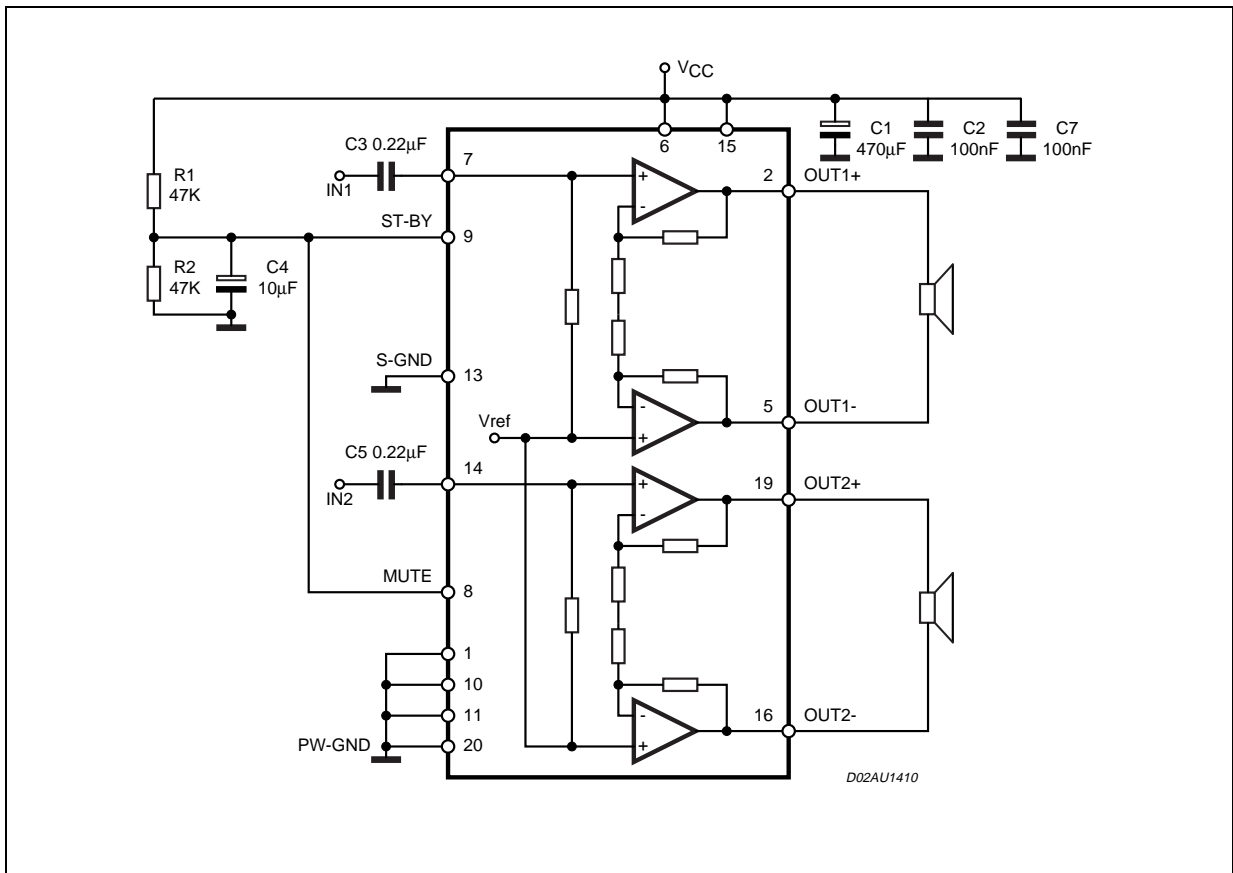 VCC
6
15
C1
470µF
C2
100nF
C7
100nF
C3 0.22µF
IN1
7
+
-
2
OUT1+
R1
47K
ST-BY
9
R2
47K
C4
10µF
S-GND
13
-
+
5
OUT1-
Vref
C5 0.22µF
IN2
14
+
-
19
OUT2+
MUTE
8
1
10
11
PW-GND
20
-
+
16
OUT2-
D02AU1410